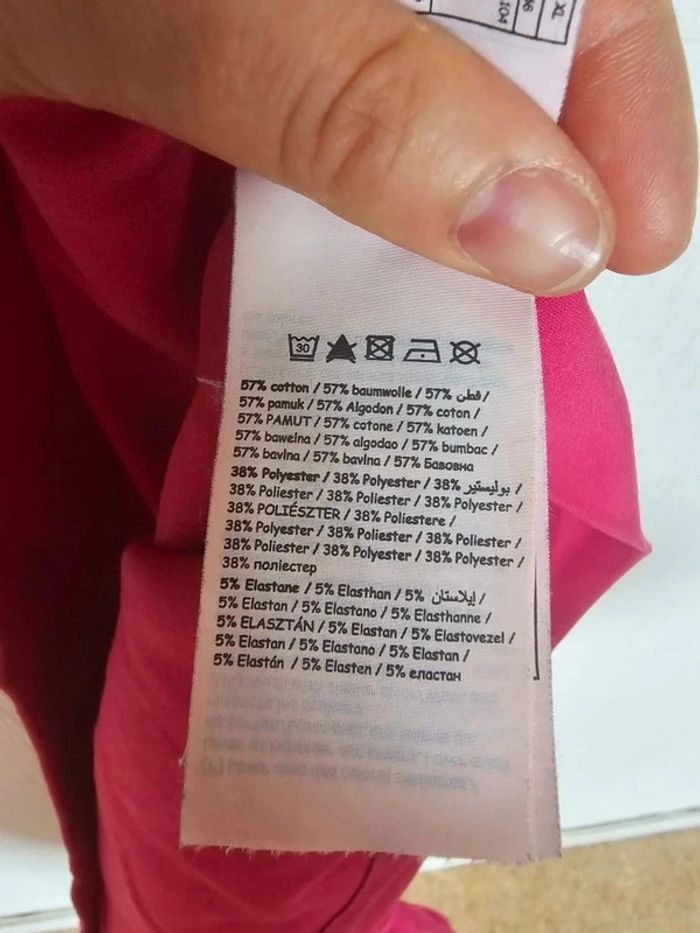 XL
104
30
57% cotton / 57% baumwolle / 57% قطن /
57% pamuk / 57% Algodon / 57% coton /
57% PAMUT / 57% cotone / 57% katoen /
57% bawelna / 57% algodao / 57% bumbac /
57% bavlna / 57% bavlna / 57% Бавовна
38% Polyester / 38% Polyester / 38% بوليستير /
38% Poliester / 38% Poliester / 38% Polyester /
38% POLIÉSZTER / 38% Poliestere /
38% Polyester / 38% Poliester / 38% Poliester /
38% Poliester / 38% Polyester / 38% Polyester /
38% поліестер
5% Elastane / 5% Elasthan / 5% إيلاستان /
5% Elastan / 5% Elastano / 5% Elasthanne /
5% ELASZTÁN / 5% Elastan / 5% Elastovezel /
5% Elastan / 5% Elastano / 5% Elastan /
5% Elastán / 5% Elasten / 5% еластан